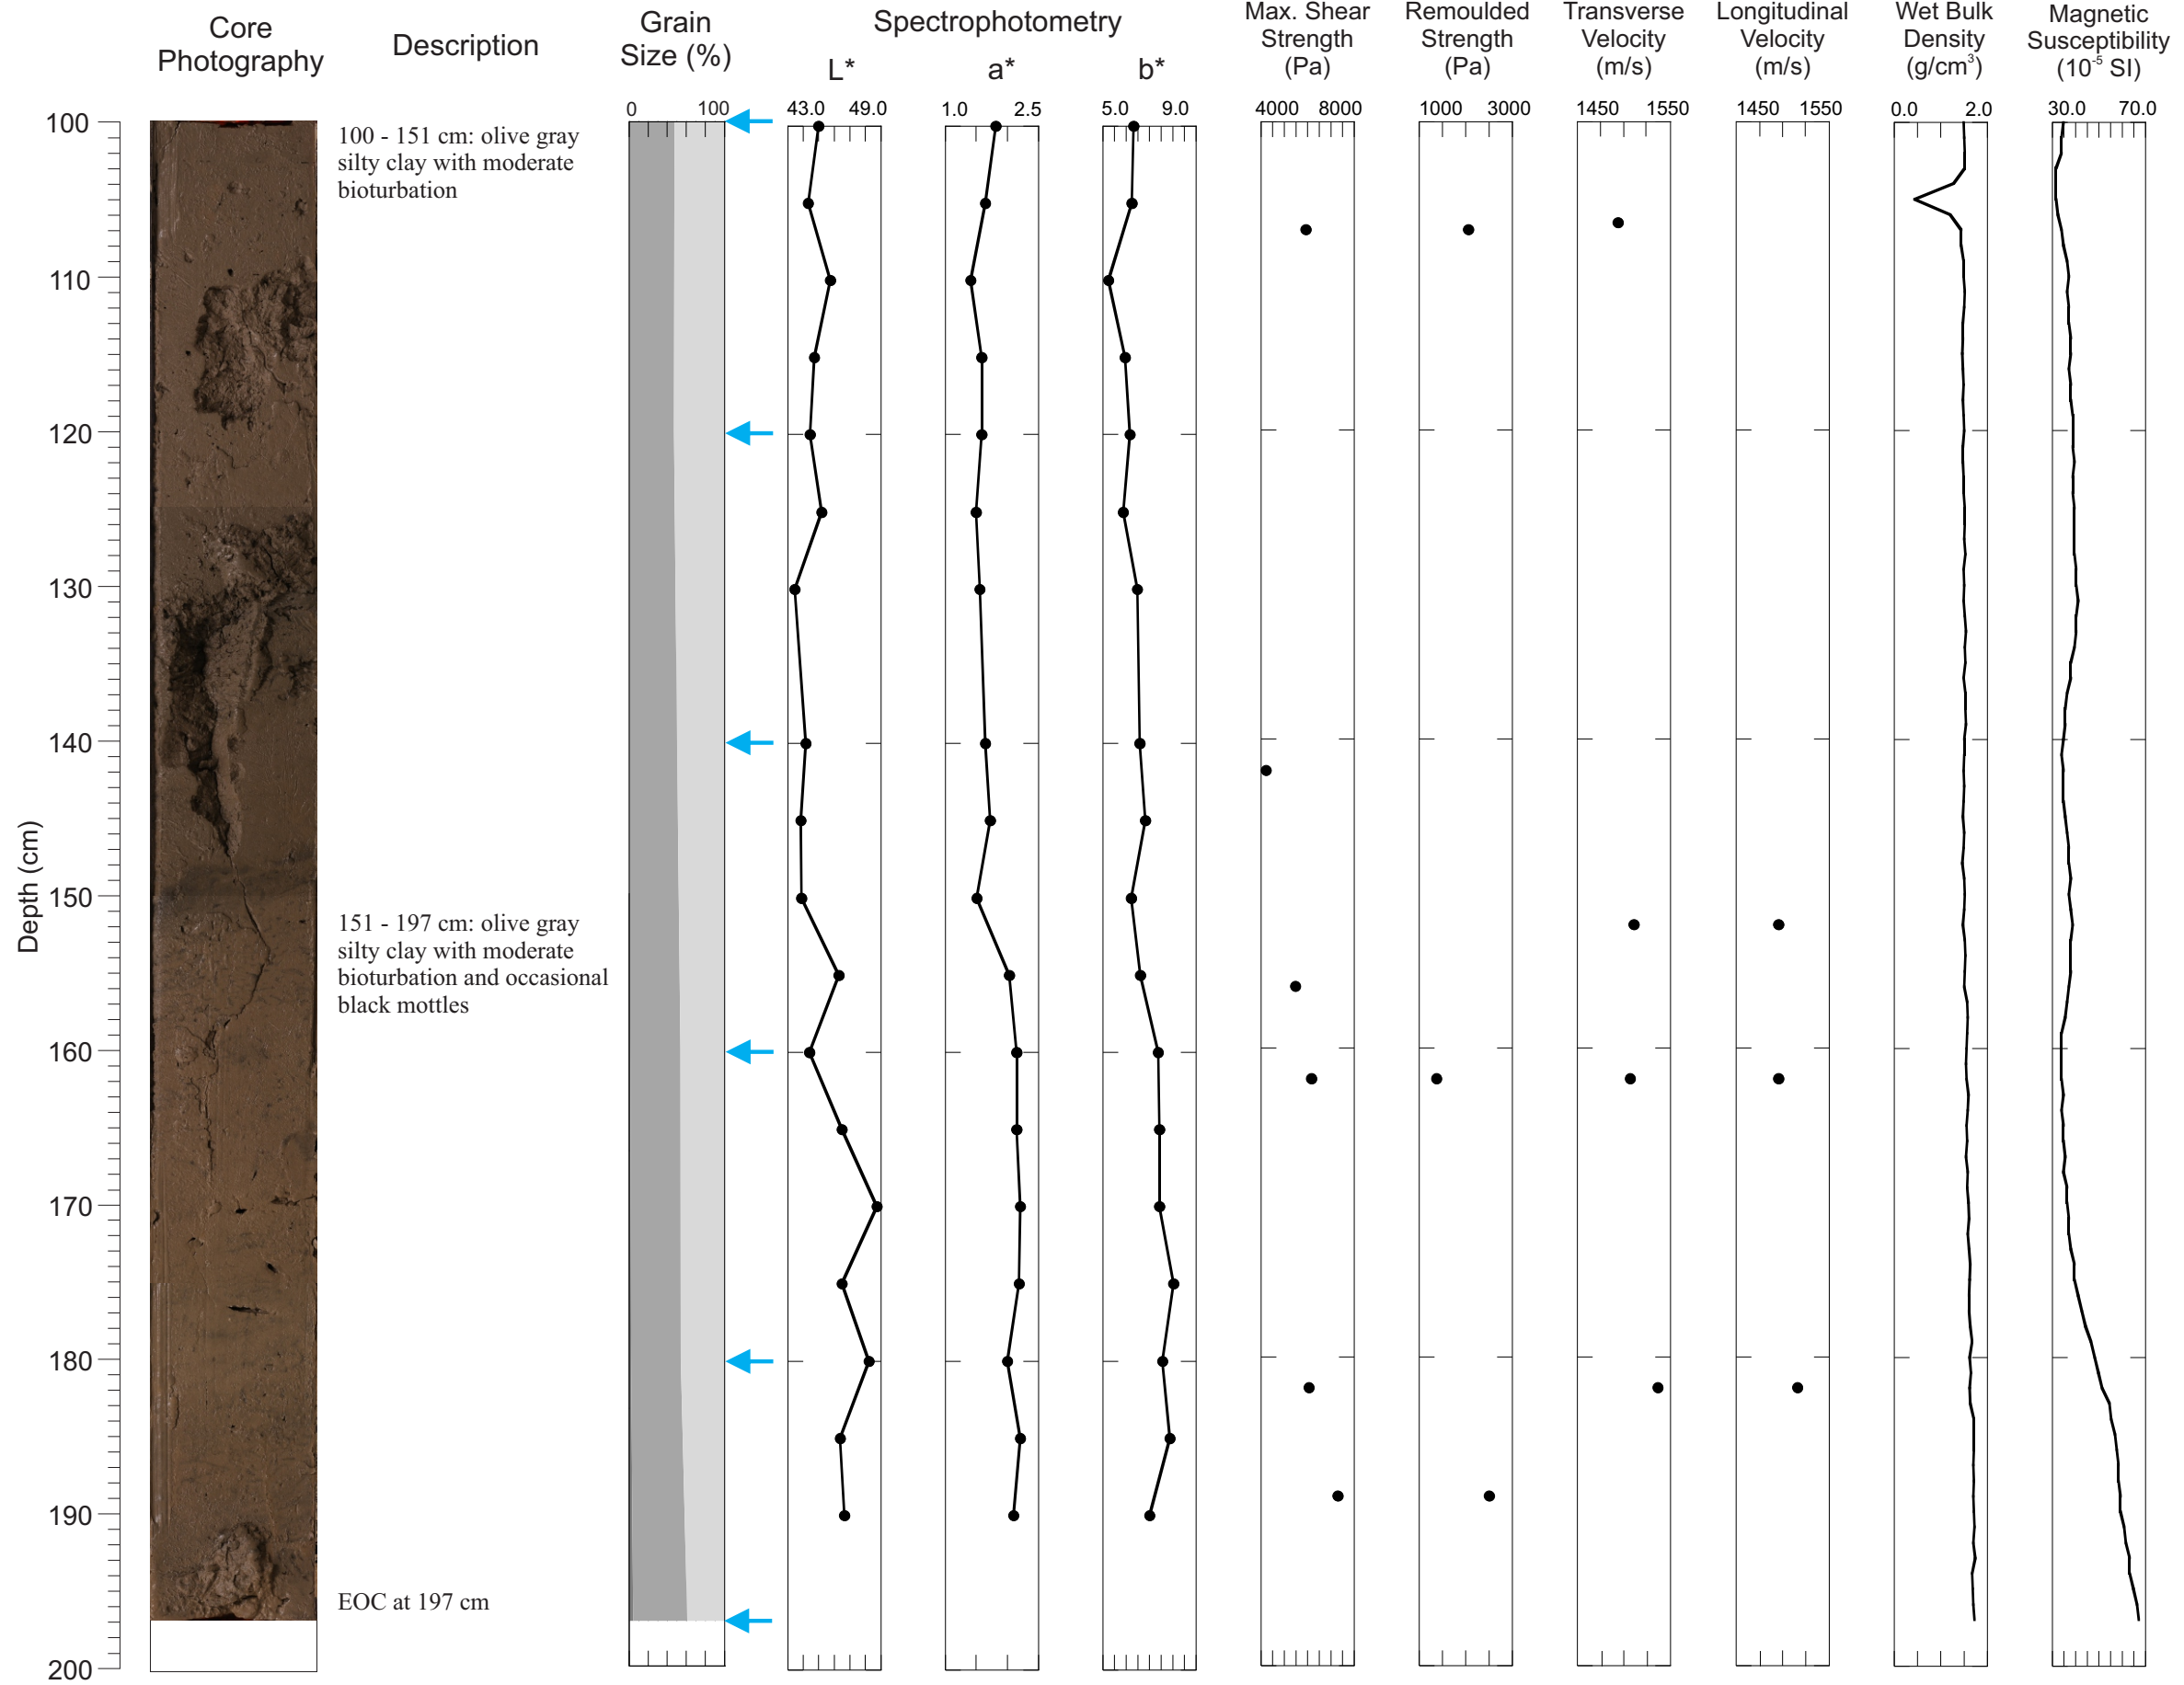 Core
Photography
Description
Grain
Size (%)
Spectrophotometry
L*
a*
b*
Max. Shear
Strength
(Pa)
Remoulded
Strength
(Pa)
Transverse
Velocity
(m/s)
Longitudinal
Velocity
(m/s)
Wet Bulk
Density
(g/cm³)
Magnetic
Susceptibility
(10⁻⁵ SI)
0 100
43.0 49.0
1.0 2.5
5.0 9.0
4000 8000
1000 3000
1450 1550
1450 1550
0.0 2.0
30.0 70.0
Depth (cm)
100
110
120
130
140
150
160
170
180
190
200
100 - 151 cm: olive gray
silty clay with moderate
bioturbation
151 - 197 cm: olive gray
silty clay with moderate
bioturbation and occasional
black mottles
EOC at 197 cm